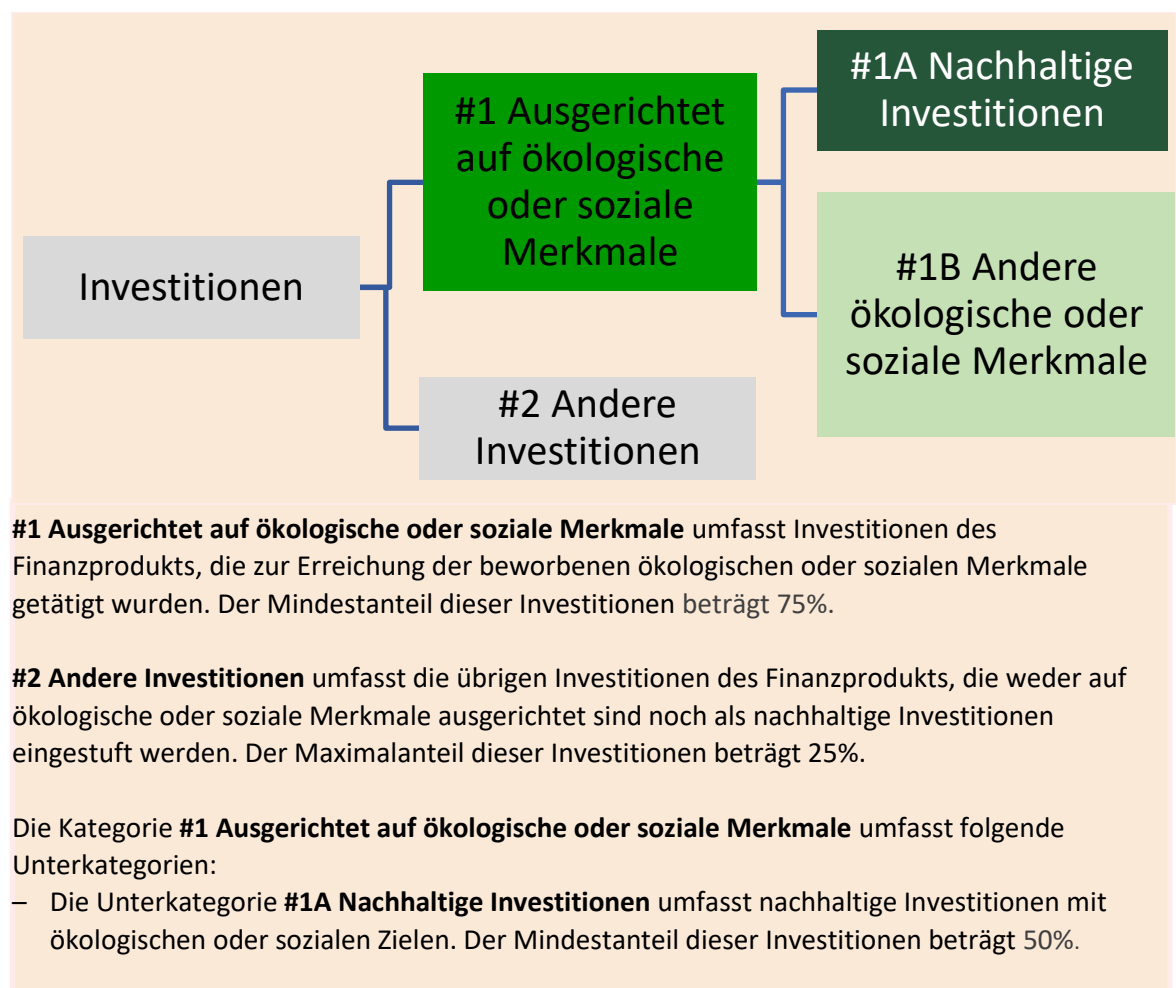 #1A Nachhaltige
Investitionen
#1 Ausgerichtet
auf ökologische
oder soziale
Merkmale
#1B Andere
ökologische oder
soziale Merkmale
Investitionen
#2 Andere
Investitionen
#1 Ausgerichtet auf ökologische oder soziale Merkmale umfasst Investitionen des
Finanzprodukts, die zur Erreichung der beworbenen ökologischen oder sozialen Merkmale
getätigt wurden. Der Mindestanteil dieser Investitionen beträgt 75%.
#2 Andere Investitionen umfasst die übrigen Investitionen des Finanzprodukts, die weder auf
ökologische oder soziale Merkmale ausgerichtet sind noch als nachhaltige Investitionen
eingestuft werden. Der Maximalanteil dieser Investitionen beträgt 25%.
Die Kategorie #1 Ausgerichtet auf ökologische oder soziale Merkmale umfasst folgende
Unterkategorien:
– Die Unterkategorie #1A Nachhaltige Investitionen umfasst nachhaltige Investitionen mit
ökologischen oder sozialen Zielen. Der Mindestanteil dieser Investitionen beträgt 50%.